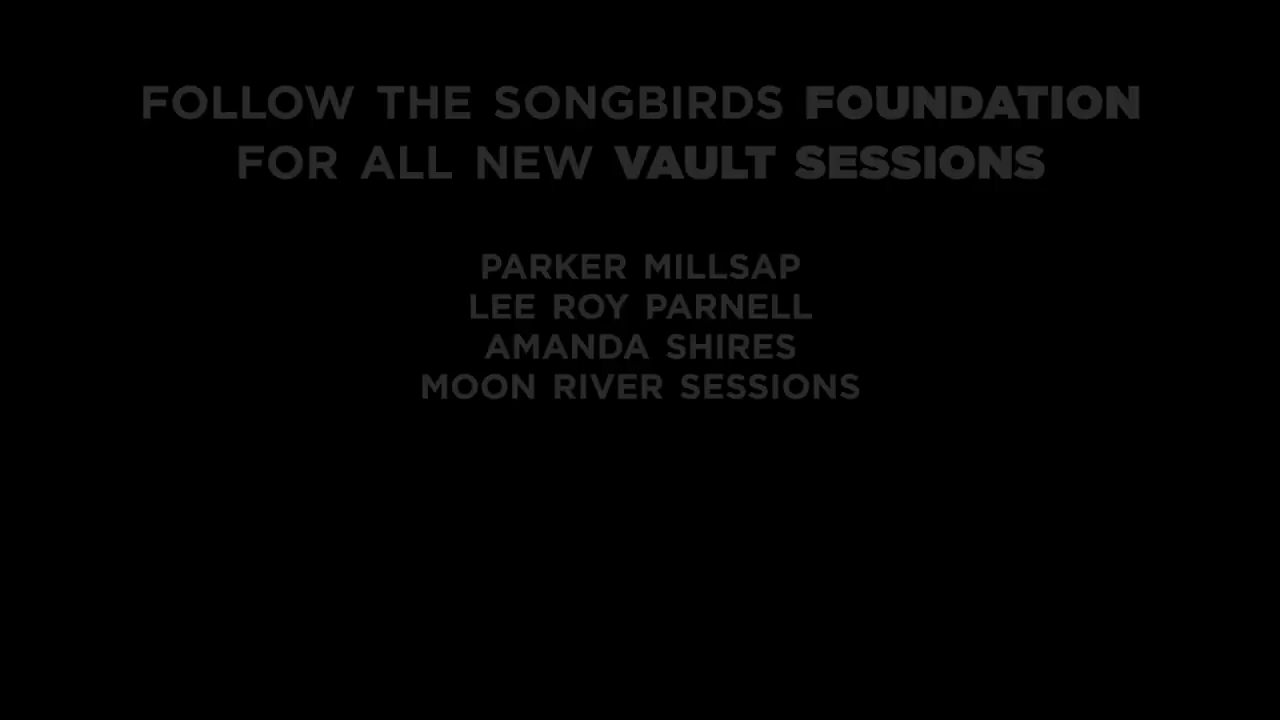 FOLLOW THE SONGBIRDS FOUNDATION
FOR ALL NEW VAULT SESSIONS
PARKER MILLSAP
LEE ROY PARNELL
AMANDA SHIRES
MOON RIVER SESSIONS